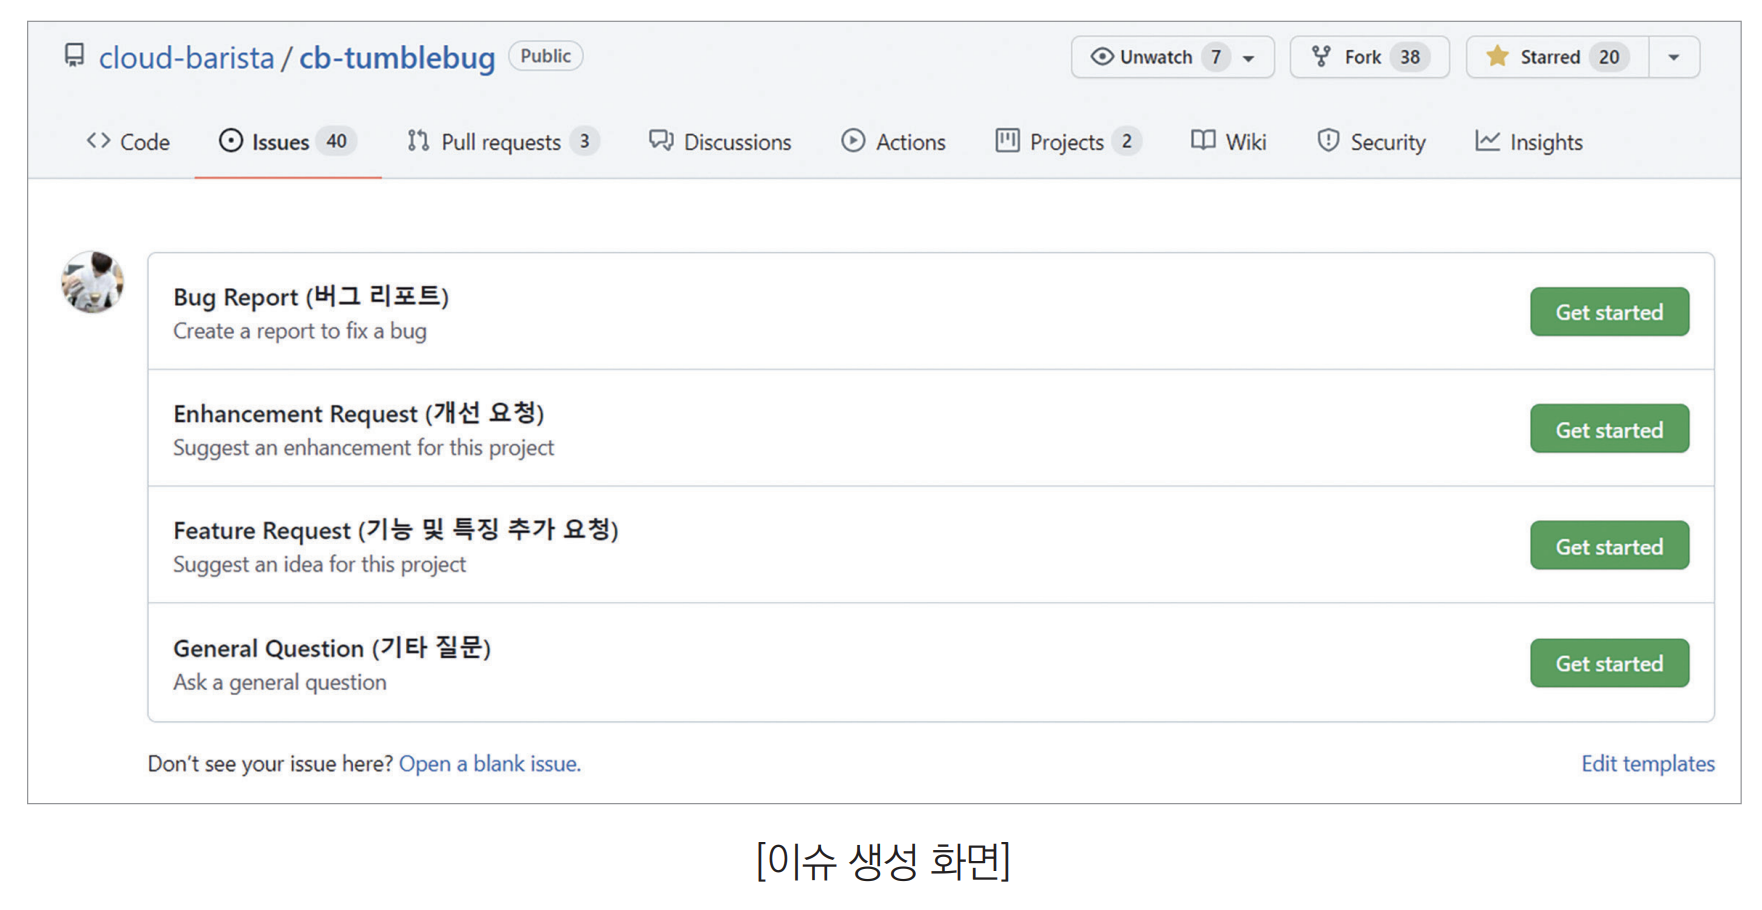 cloud-barista / cb-tumblebug Public Unwatch 7 Fork 38 Starred 20
Code Issues 40 Pull requests 3 Discussions Actions Projects 2 Wiki Security Insights
Bug Report (버그 리포트)
Create a report to fix a bug
Get started
Enhancement Request (개선 요청)
Suggest an enhancement for this project
Get started
Feature Request (기능 및 특징 추가 요청)
Suggest an idea for this project
Get started
General Question (기타 질문)
Ask a general question
Get started
Don't see your issue here? Open a blank issue. Edit templates
[이슈 생성 화면]